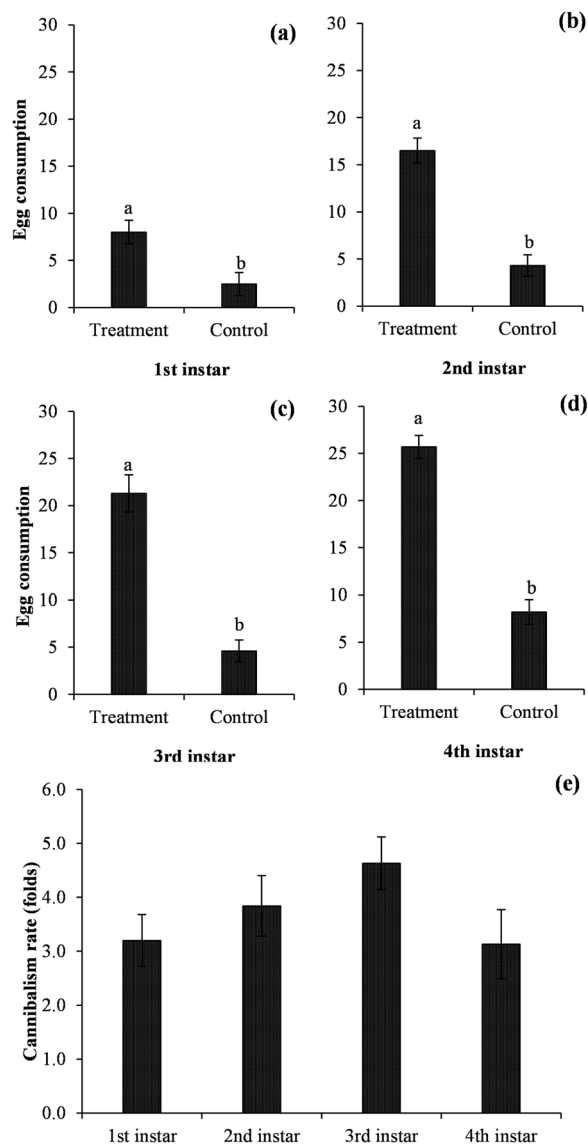 (a)
Egg consumption
30
25
20
15
10
5
0
a
b
Treatment
Control
1st instar
(b)
30
25
20
15
10
5
0
a
b
Treatment
Control
2nd instar
(c)
Egg consumption
30
25
20
15
10
5
0
a
b
Treatment
Control
3rd instar
(d)
30
25
20
15
10
5
0
a
b
Treatment
Control
4th instar
(e)
Cannibalism rate (folds)
6.0
5.0
4.0
3.0
2.0
1.0
0.0
1st instar
2nd instar
3rd instar
4th instar